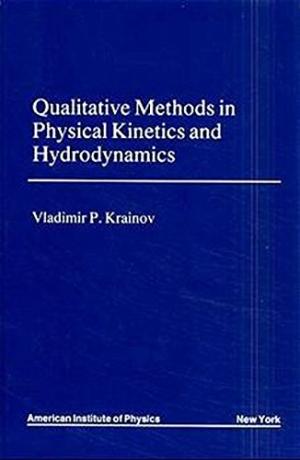 Qualitative Methods in
Physical Kinetics and
Hydrodynamics
Vladimir P. Krainov
American Institute of Physics New York